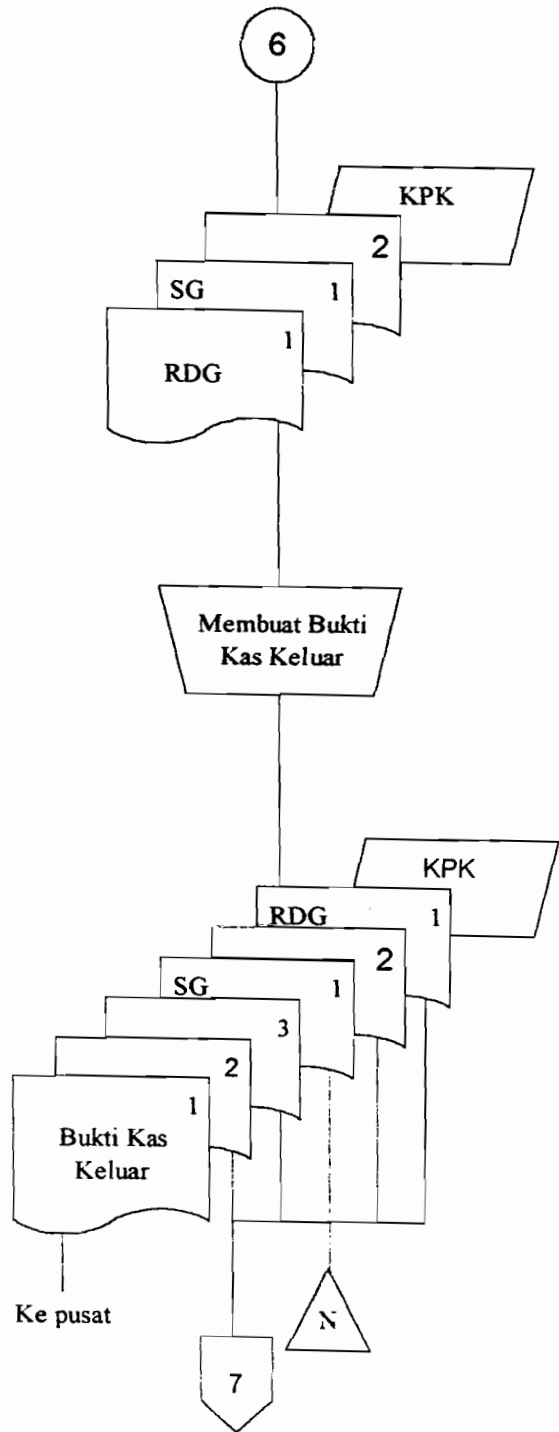 6
KPK
2
SG 1
1
RDG
Membuat Bukti
Kas Keluar
KPK
RDG 1
2
SG 1
3
2
1
Bukti Kas
Keluar
Ke pusat
N
7